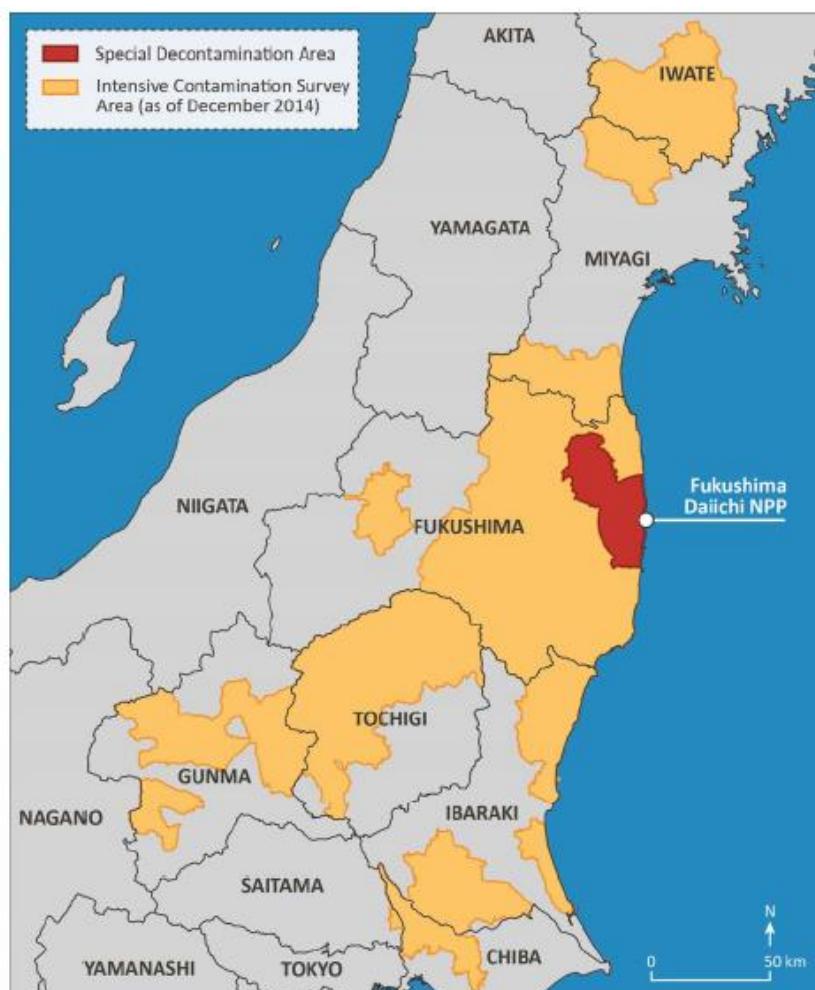 Special Decontamination Area
Intensive Contamination Survey
Area (as of December 2014)
AKITA
IWATE
YAMAGATA
MIYAGI
NIIGATA
FUKUSHIMA
Fukushima
Daiichi NPP
TOCHIGI
GUNMA
NAGANO
IBARAKI
SAITAMA
YAMANASHI
TOKYO
CHIBA
N
0 50 km